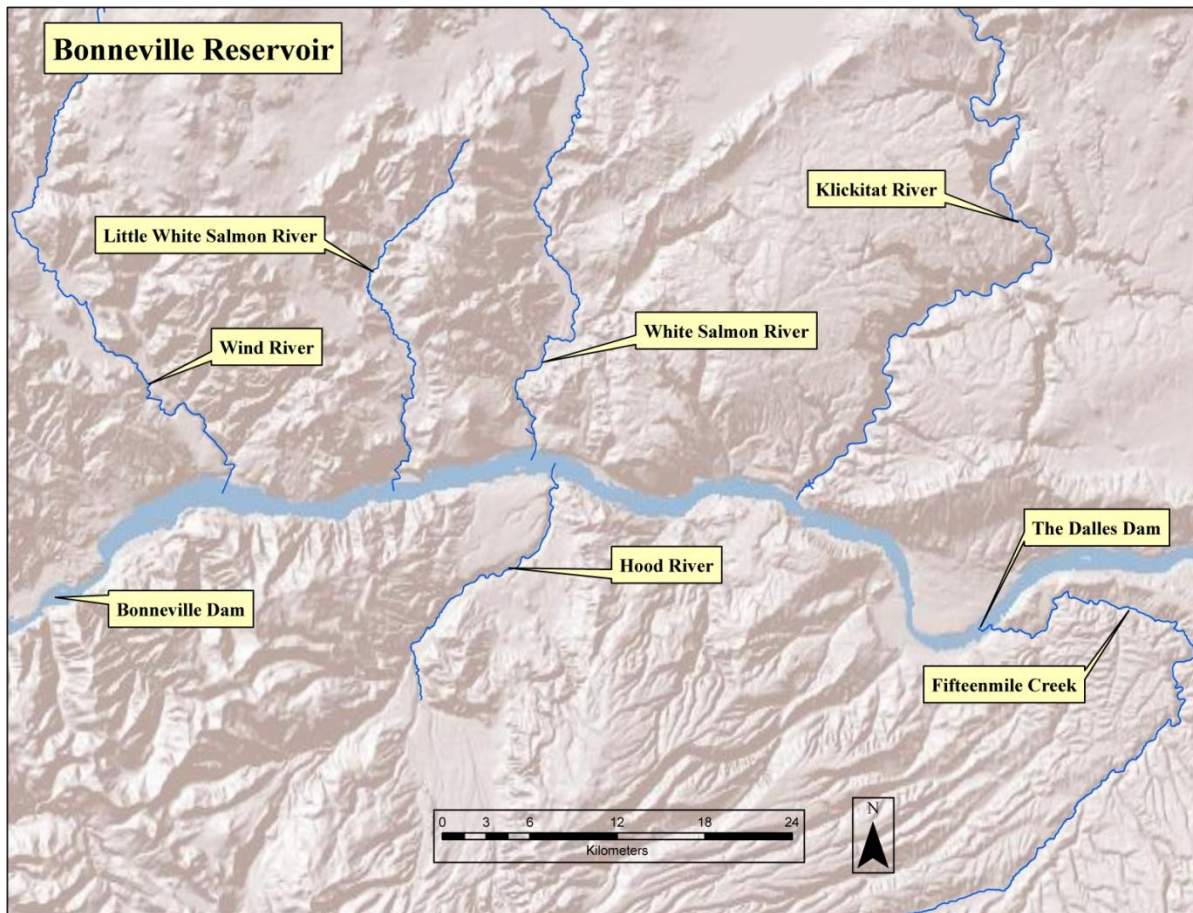 Bonneville Reservoir
Klickitat River
Little White Salmon River
White Salmon River
Wind River
The Dalles Dam
Hood River
Bonneville Dam
Fifteenmile Creek
0 3 6 12 18 24
Kilometers
N